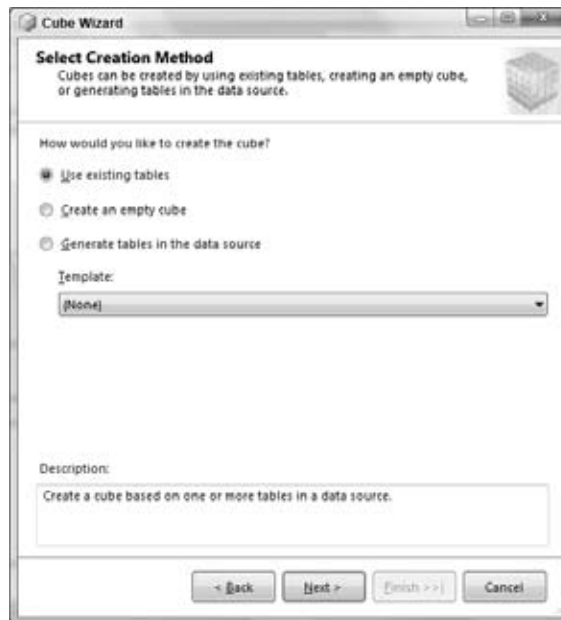 Cube Wizard
Select Creation Method
Cubes can be created by using existing tables, creating an empty cube,
or generating tables in the data source.
How would you like to create the cube?
Use existing tables
Create an empty cube
Generate tables in the data source
Template:
(None)
Description:
Create a cube based on one or more tables in a data source.
< Back
Next >
Finish >>|
Cancel